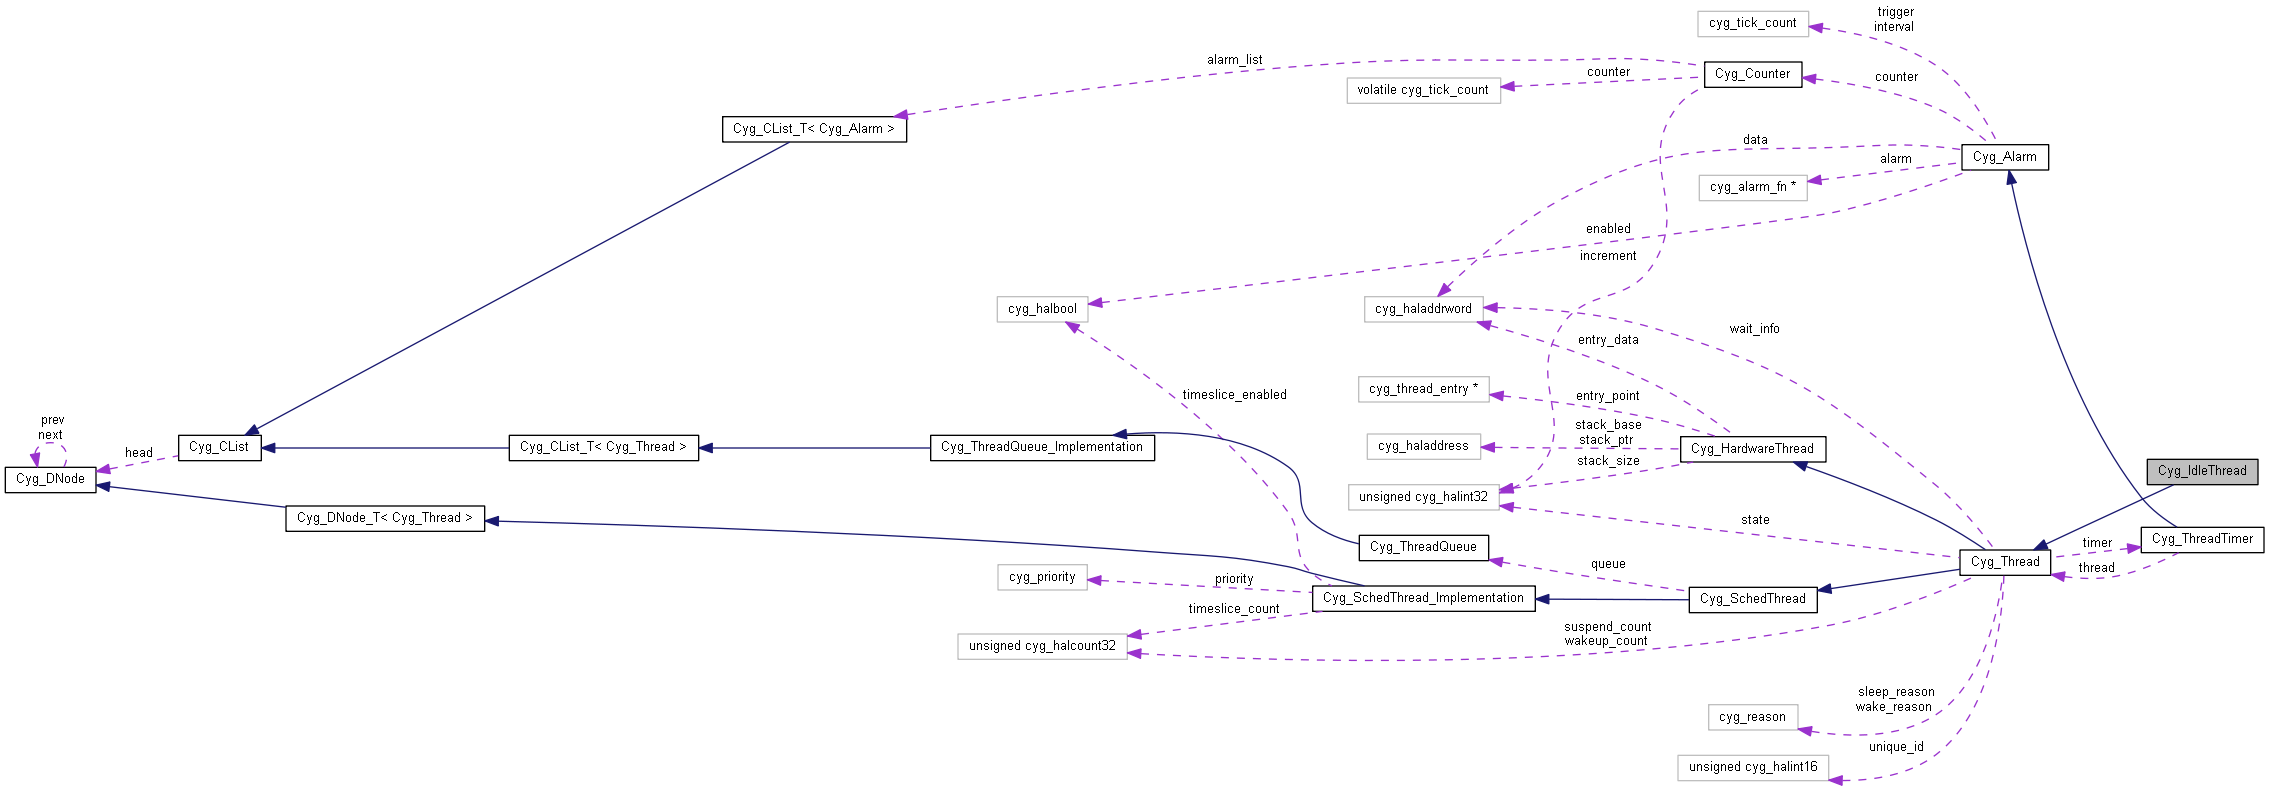 trigger
interval
cyg_tick_count
alarm_list
Cyg_Counter
counter
counter
volatile cyg_tick_count
Cyg_CList_T< Cyg_Alarm >
data
Cyg_Alarm
alarm
cyg_alarm_fn *
enabled
increment
cyg_halbool
cyg_haladdrword
wait_info
entry_data
cyg_thread_entry *
timeslice_enabled
entry_point
prev
next
stack_base
stack_ptr
head
Cyg_CList
Cyg_CList_T< Cyg_Thread >
Cyg_ThreadQueue_Implementation
cyg_haladdress
Cyg_HardwareThread
stack_size
Cyg_IdleThread
Cyg_DNode
unsigned cyg_halint32
Cyg_DNode_T< Cyg_Thread >
state
Cyg_ThreadQueue
timer
Cyg_ThreadTimer
queue
Cyg_Thread
thread
cyg_priority
priority
Cyg_SchedThread_Implementation
Cyg_SchedThread
timeslice_count
suspend_count
wakeup_count
unsigned cyg_halcount32
sleep_reason
wake_reason
cyg_reason
unique_id
unsigned cyg_halint16